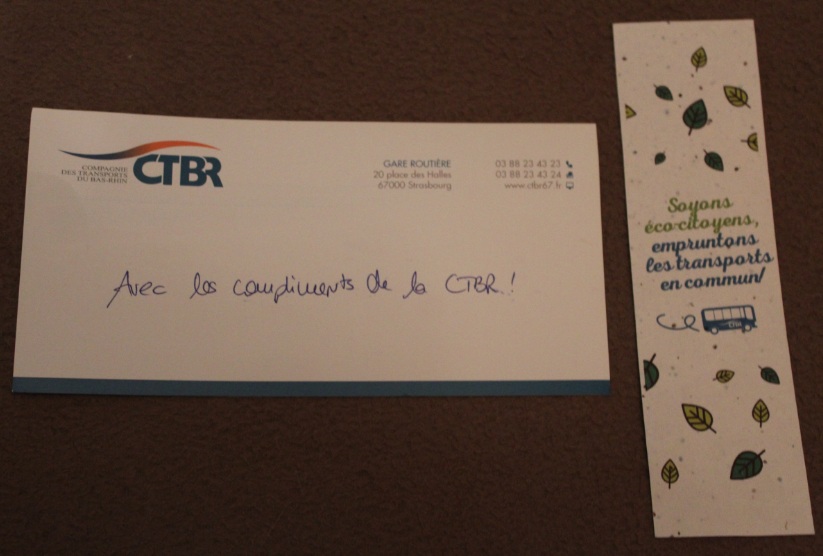 COMPAGNIE
DES TRANSPORTS
DU BAS-RHIN
CTBR
GARE ROUTIÈRE
20 place des Halles
67000 Strasbourg
03 88 23 43 23
03 88 23 43 24
www.ctbr67.fr
Avec les compliments de la CTBR !
Soyons
éco-citoyens,
empruntons
les transports
en commun!